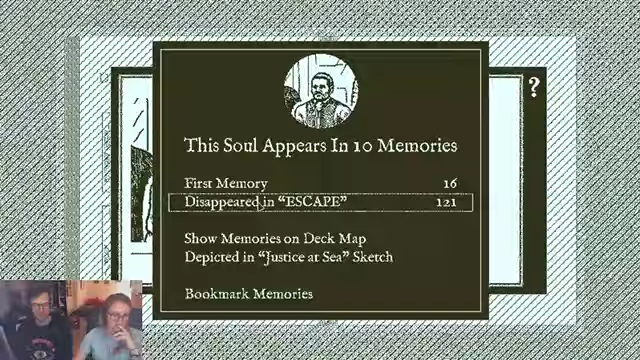 ?
This Soul Appears In 10 Memories
First Memory 16
Disappeared in “ESCAPE” 121
Show Memories on Deck Map
Depicted in “Justice at Sea” Sketch
Bookmark Memories